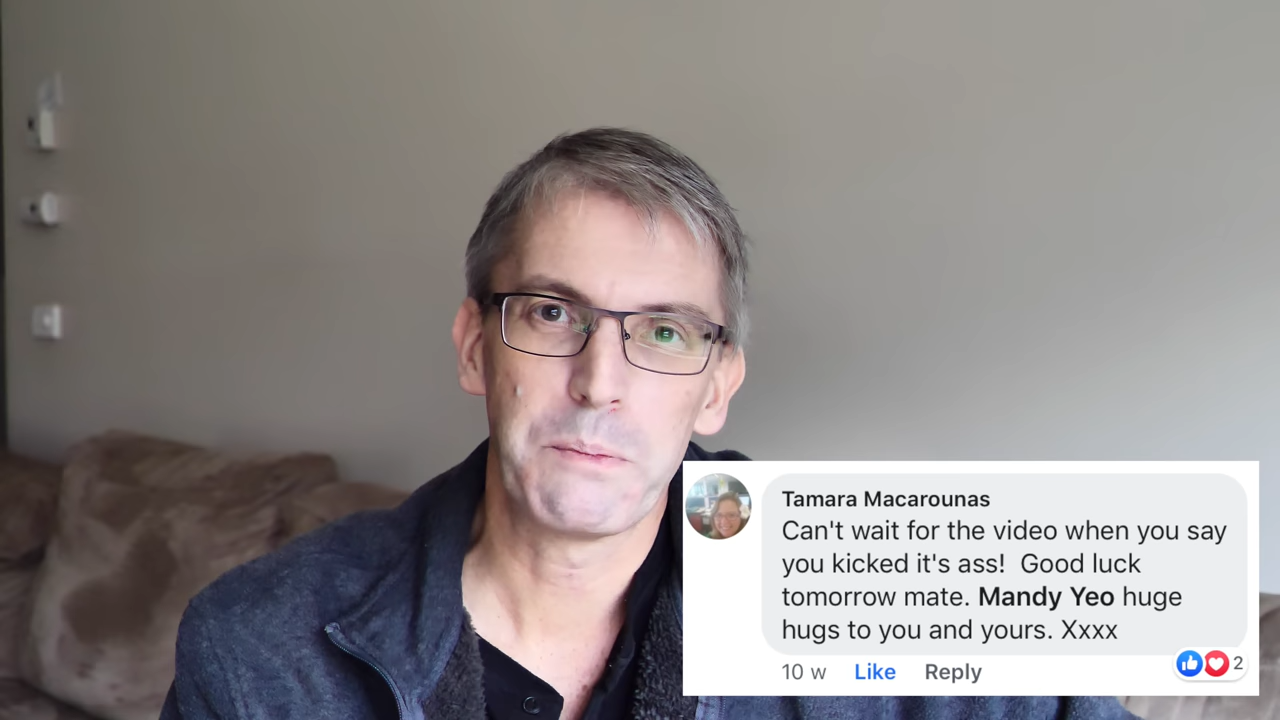 Tamara Macarounas
Can't wait for the video when you say
you kicked it's ass!  Good luck
tomorrow mate. Mandy Yeo huge
hugs to you and yours. Xxxx
10 w Like Reply 2